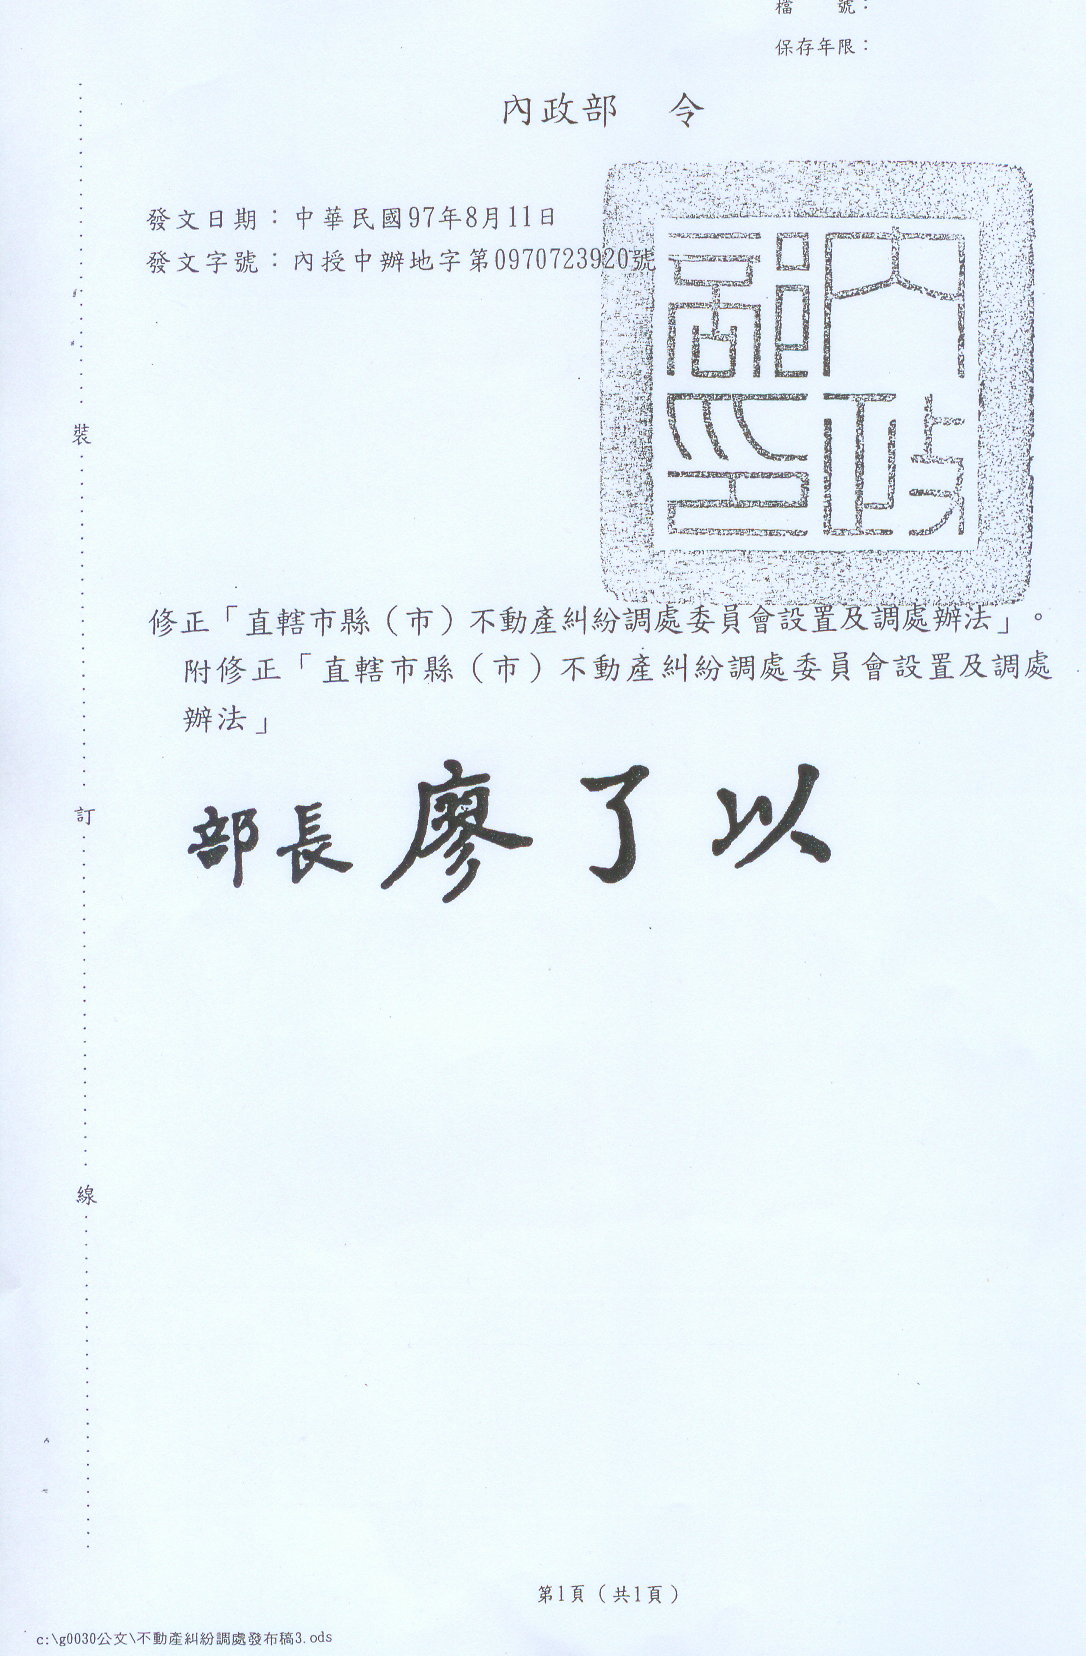 檔　　號：
保存年限：
內政部　令
發文日期：中華民國97年8月11日
發文字號：內授中辦地字第0970723920號
內政部印
修正「直轄市縣（市）不動產糾紛調處委員會設置及調處辦法」。
附修正「直轄市縣（市）不動產糾紛調處委員會設置及調處
辦法」
部長 廖了以
裝
訂
線
第1頁（共1頁）
c:\g0030公文\不動產糾紛調處發布稿3.ods